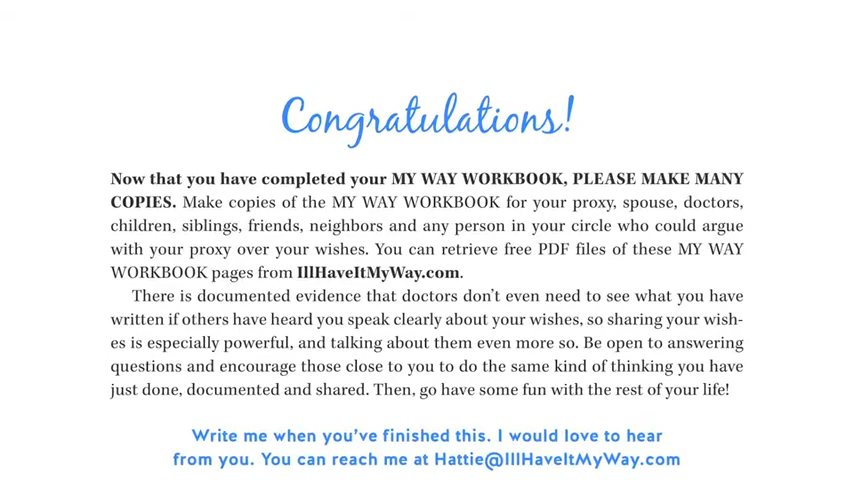 Congratulations!
Now that you have completed your MY WAY WORKBOOK, PLEASE MAKE MANY
COPIES. Make copies of the MY WAY WORKBOOK for your proxy, spouse, doctors,
children, siblings, friends, neighbors and any person in your circle who could argue
with your proxy over your wishes. You can retrieve free PDF files of these MY WAY
WORKBOOK pages from IllHaveItMyWay.com.
There is documented evidence that doctors don’t even need to see what you have
written if others have heard you speak clearly about your wishes, so sharing your wish-
es is especially powerful, and talking about them even more so. Be open to answering
questions and encourage those close to you to do the same kind of thinking you have
just done, documented and shared. Then, go have some fun with the rest of your life!
Write me when you’ve finished this. I would love to hear
from you. You can reach me at Hattie@IllHaveItMyWay.com